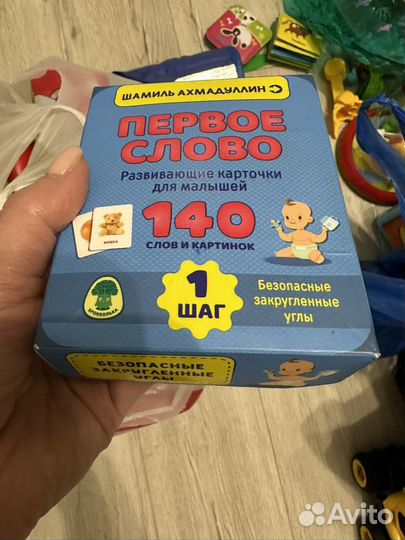 ШАМИЛЬ АХМАДУЛЛИН
ПЕРВОЕ
СЛОВО
Развивающие карточки
для малышей
140
СЛОВ И КАРТИНОК
МИШКА
1
ШАГ
Безопасные
закругленные
углы
БРОККОЛЬКА
БЕЗОПАСНЫЕ
ЗАКРУГЛЕННЫЕ
УГЛЫ
Avito